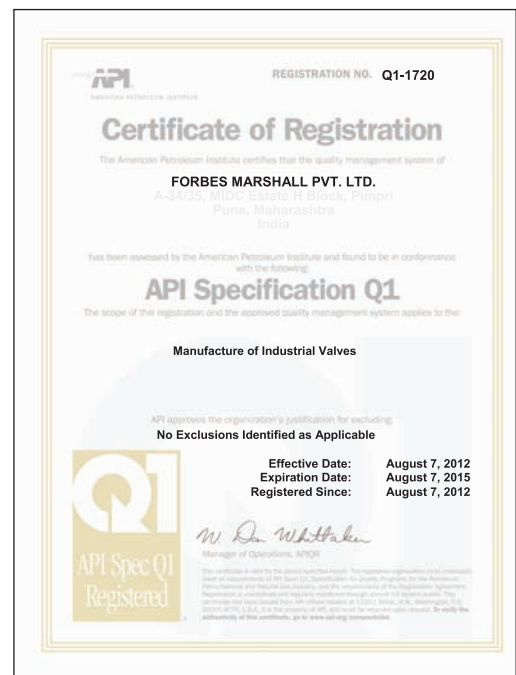 API
AMERICAN PETROLEUM INSTITUTE
REGISTRATION NO. Q1-1720
Certificate of Registration
The American Petroleum Institute certifies that the quality management system of
FORBES MARSHALL PVT. LTD.
A-34/35, MIDC Estate H Block, Pimpri
Pune, Maharashtra
India
has been assessed by the American Petroleum Institute and found to be in conformance
with the following:
API Specification Q1
The scope of this registration and the approved quality management system applies to the:
Manufacture of Industrial Valves
API approves the organization's justification for excluding:
No Exclusions Identified as Applicable
Effective Date: August 7, 2012
Expiration Date: August 7, 2015
Registered Since: August 7, 2012
W. Don Whittaker
Manager of Operations, APIQR
Q1
API Spec Q1
Registered